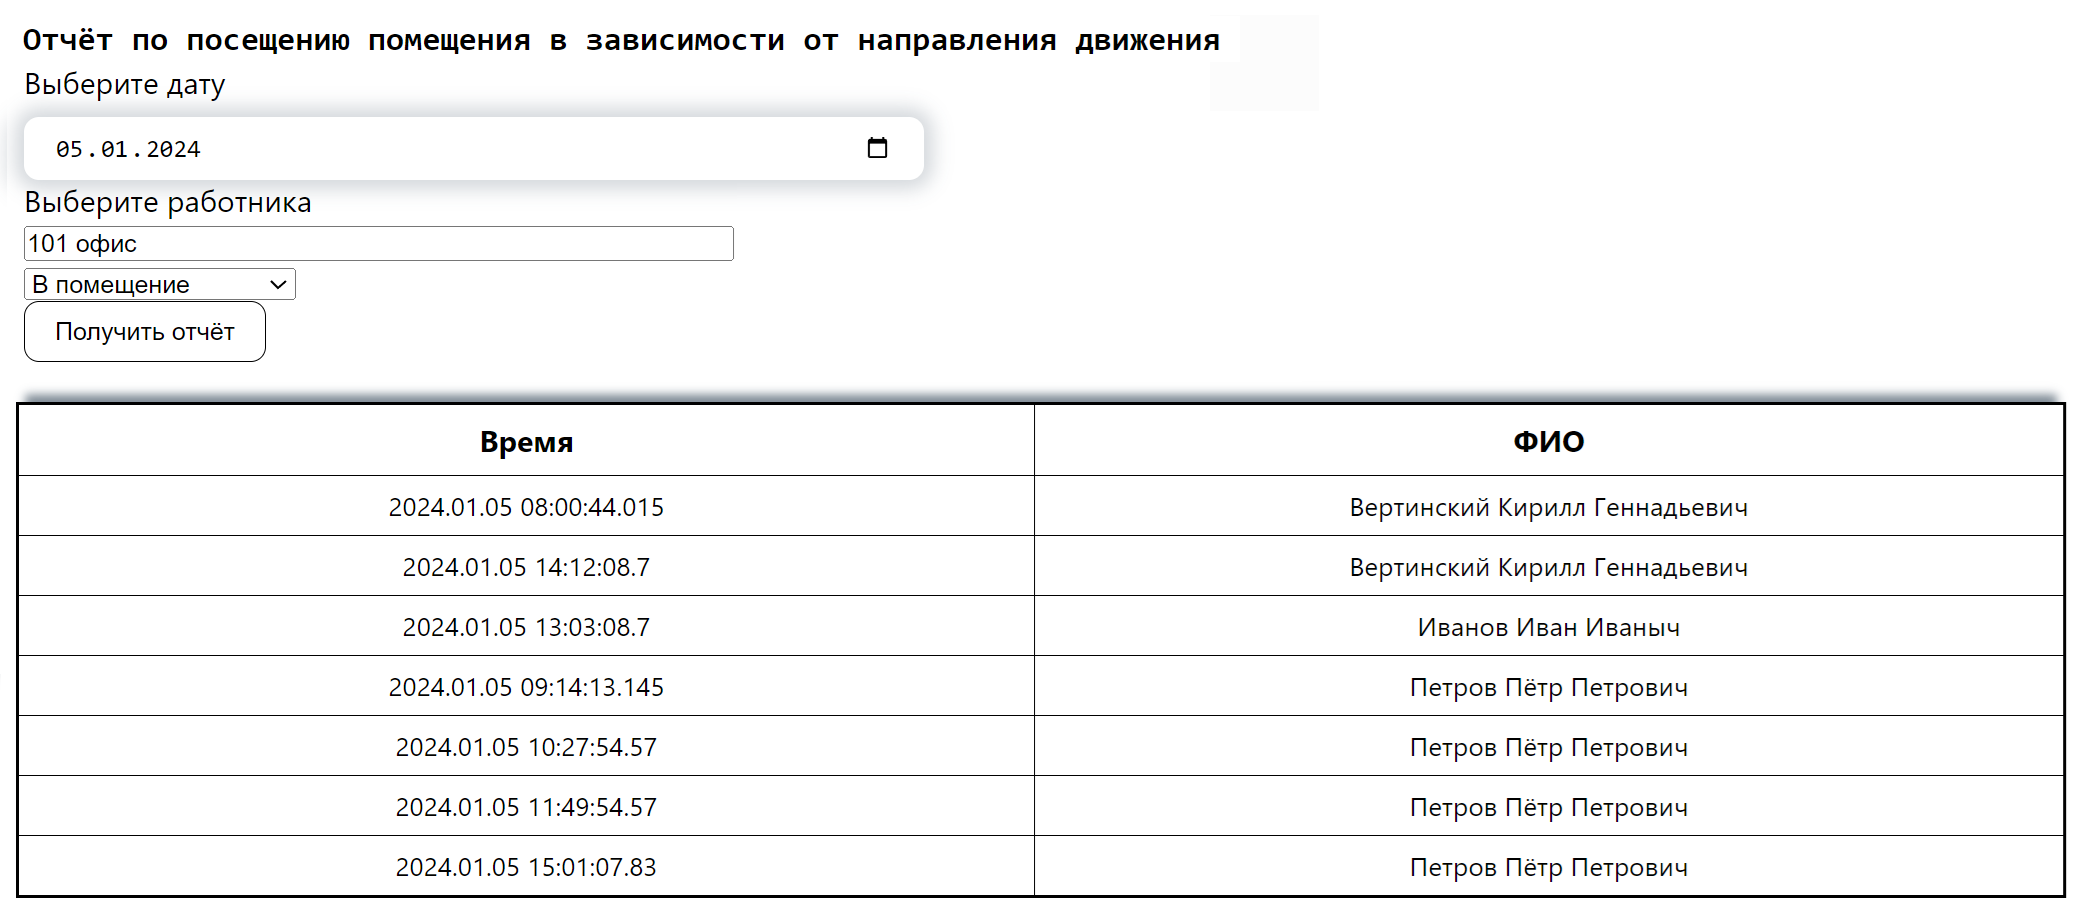 Отчёт по посещению помещения в зависимости от направления движения
Выберите дату
05.01.2024
Выберите работника
101 офис
В помещение
Получить отчёт
Время ФИО
2024.01.05 08:00:44.015 Вертинский Кирилл Геннадьевич
2024.01.05 14:12:08.7 Вертинский Кирилл Геннадьевич
2024.01.05 13:03:08.7 Иванов Иван Иваныч
2024.01.05 09:14:13.145 Петров Пётр Петрович
2024.01.05 10:27:54.57 Петров Пётр Петрович
2024.01.05 11:49:54.57 Петров Пётр Петрович
2024.01.05 15:01:07.83 Петров Пётр Петрович